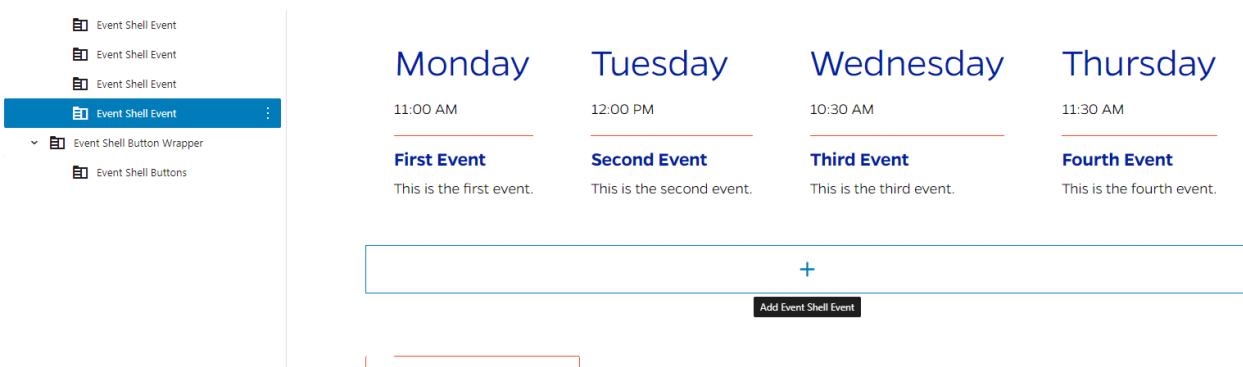 Event Shell Event
Event Shell Event
Event Shell Event
Event Shell Event
Event Shell Button Wrapper
Event Shell Buttons
Monday
11:00 AM
First Event
This is the first event.
Tuesday
12:00 PM
Second Event
This is the second event.
Wednesday
10:30 AM
Third Event
This is the third event.
Thursday
11:30 AM
Fourth Event
This is the fourth event.
Add Event Shell Event